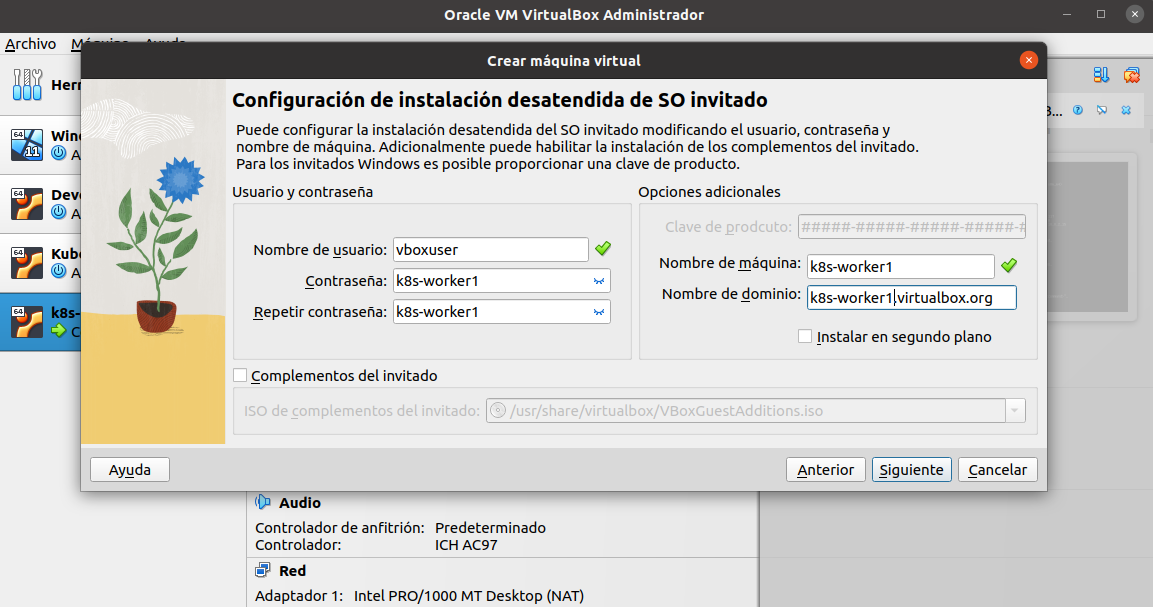 Oracle VM VirtualBox Administrador
Archivo
Crear máquina virtual
64
64
64
64
11
Configuración de instalación desatendida de SO invitado
Puede configurar la instalación desatendida del SO invitado modificando el usuario, contraseña y
nombre de máquina. Adicionalmente puede habilitar la instalación de los complementos del invitado.
Para los invitados Windows es posible proporcionar una clave de producto.
Usuario y contraseña
Nombre de usuario: vboxuser
Contraseña: k8s-worker1
Repetir contraseña: k8s-worker1
Opciones adicionales
Clave de prodcuto: #####-#####-#####-#####-#
Nombre de máquina: k8s-worker1
Nombre de dominio: k8s-worker1.virtualbox.org
Instalar en segundo plano
Complementos del invitado
ISO de complementos del invitado: /usr/share/virtualbox/VBoxGuestAdditions.iso
Ayuda
Anterior
Siguiente
Cancelar
Audio
Controlador de anfitrión: Predeterminado
Controlador: ICH AC97
Red
Adaptador 1: Intel PRO/1000 MT Desktop (NAT)